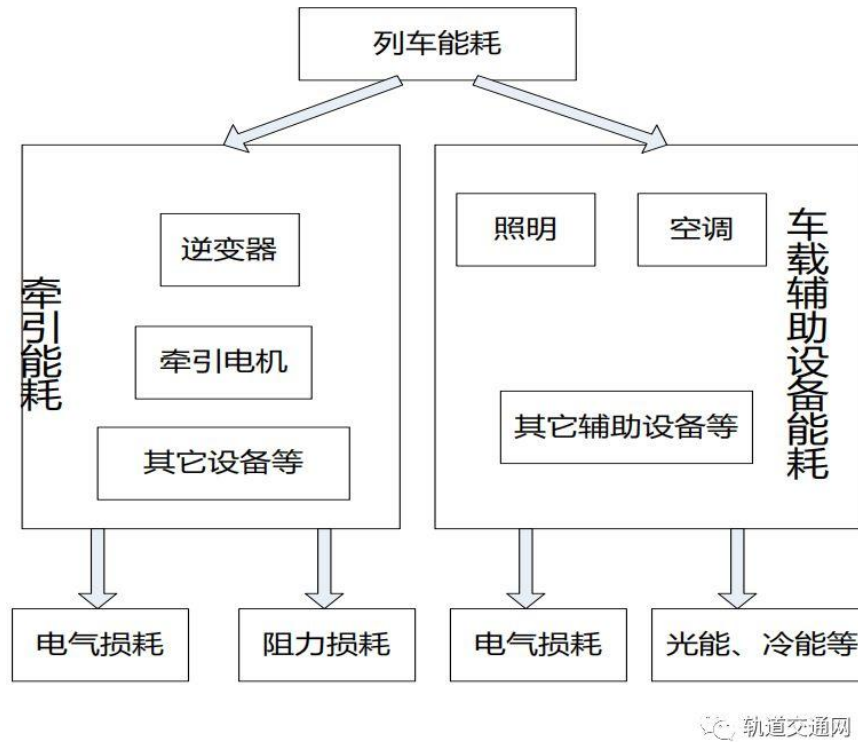 列车能耗
牵引能耗
逆变器
牵引电机
其它设备等
照明
空调
其它辅助设备等
车载辅助设备能耗
电气损耗
阻力损耗
电气损耗
光能、冷能等
轨道交通网